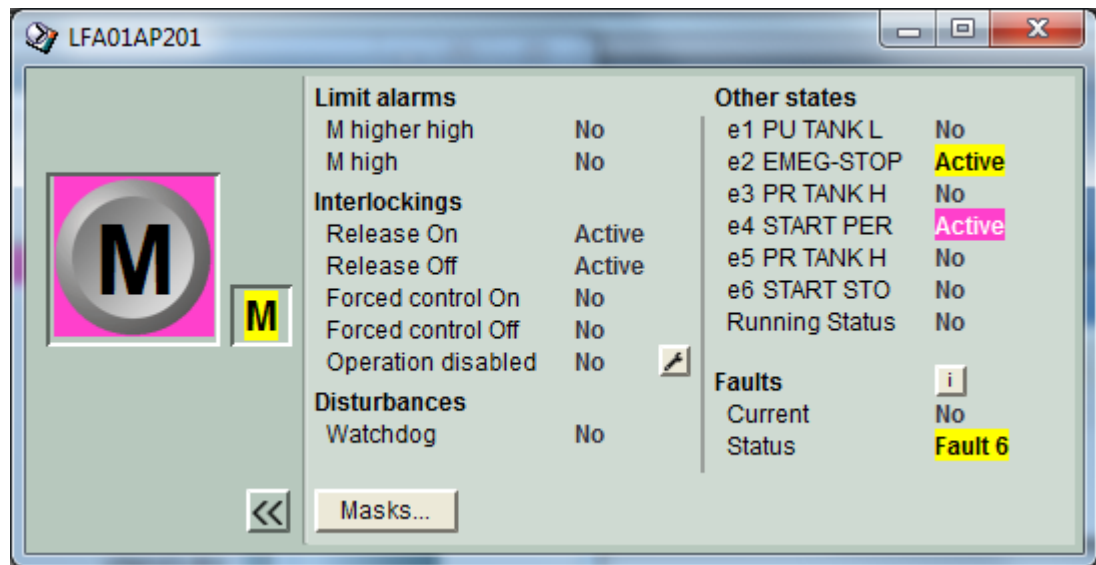 LFA01AP201
M
M
Limit alarms
M higher high No
M high No
Interlockings
Release On Active
Release Off Active
Forced control On No
Forced control Off No
Operation disabled No
Disturbances
Watchdog No
Masks...
Other states
e1 PU TANK L No
e2 EMEG-STOP Active
e3 PR TANK H No
e4 START PER Active
e5 PR TANK H No
e6 START STO No
Running Status No
Faults i
Current No
Status Fault 6